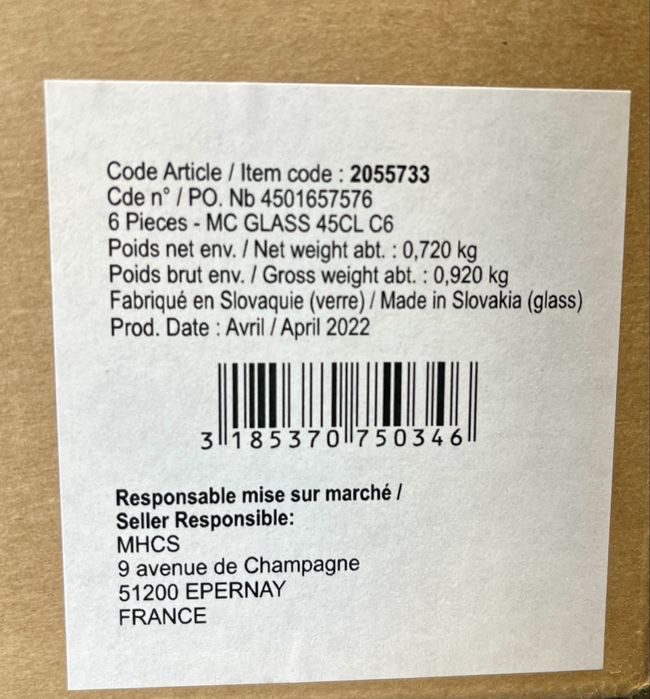 Code Article / Item code : 2055733
Cde n° / PO. Nb 4501657576
6 Pieces - MC GLASS 45CL C6
Poids net env. / Net weight abt. : 0,720 kg
Poids brut env. / Gross weight abt. : 0,920 kg
Fabriqué en Slovaquie (verre) / Made in Slovakia (glass)
Prod. Date : Avril / April 2022
3 185370 750346
Responsable mise sur marché /
Seller Responsible:
MHCS
9 avenue de Champagne
51200 EPERNAY
FRANCE